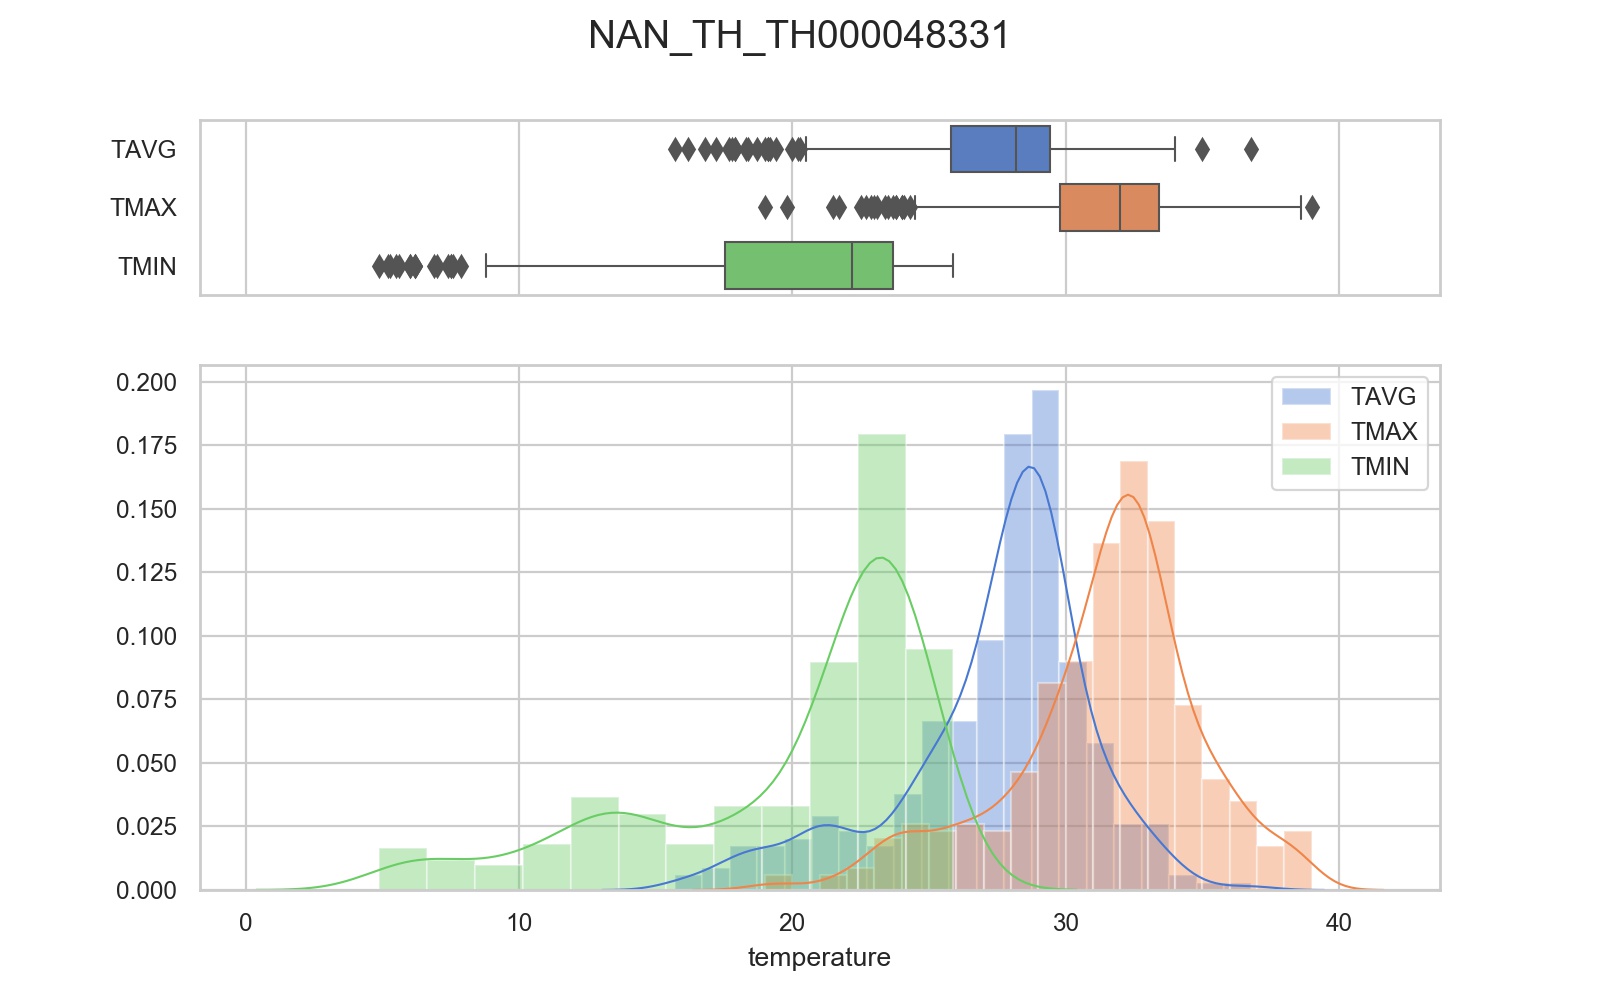 NAN_TH_TH000048331
TAVG
TMAX
TMIN
0.200
0.175
0.150
0.125
0.100
0.075
0.050
0.025
0.000
TAVG
TMAX
TMIN
0 10 20 30 40
temperature